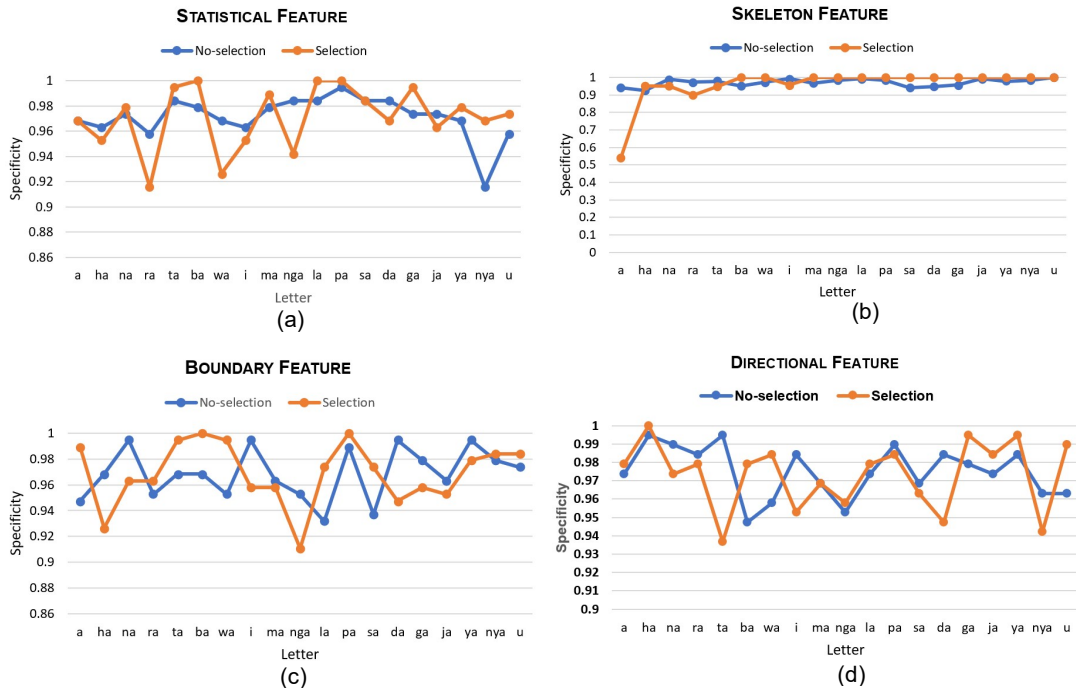 STATISTICAL FEATURE
No-selection Selection
1
0.98
0.96
0.94
0.92
0.9
0.88
0.86
Specificity
a ha na ra ta ba wa i ma nga la pa sa da ga ja ya nya u
Letter
(a)
SKELETON FEATURE
No-selection Selection
1
0.9
0.8
0.7
0.6
0.5
0.4
0.3
0.2
0.1
0
Specificity
a ha na ra ta ba wa i ma nga la pa sa da ga ja ya nya u
Letter
(b)
BOUNDARY FEATURE
No-selection Selection
1
0.98
0.96
0.94
0.92
0.9
0.88
0.86
Specificity
a ha na ra ta ba wa i ma nga la pa sa da ga ja ya nya u
Letter
(c)
DIRECTIONAL FEATURE
No-selection Selection
1
0.99
0.98
0.97
0.96
0.95
0.94
0.93
0.92
0.91
0.9
Specificity
a ha na ra ta ba wa i ma nga la pa sa da ga ja ya nya u
Letter
(d)